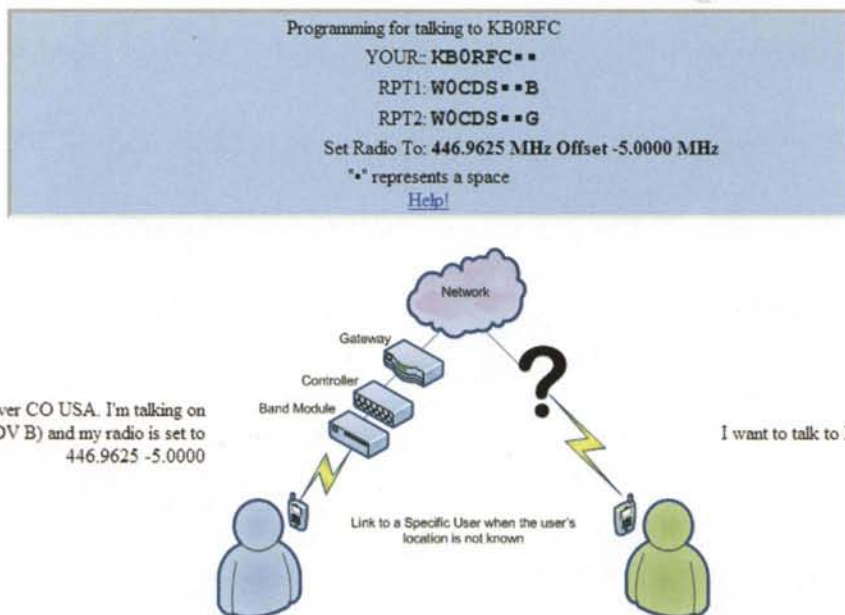 Programming for talking to KB0RFC
YOUR:: KB0RFC▪▪
RPT1: W0CDS▪▪B
RPT2: W0CDS▪▪G
Set Radio To: 446.9625 MHz Offset -5.0000 MHz
"▪" represents a space
Help!
Network
Gateway
Controller
Band Module
?
ver CO USA. I'm talking on
DV B) and my radio is set to
446.9625 -5.0000
I want to talk to
Link to a Specific User when the user's
location is not known